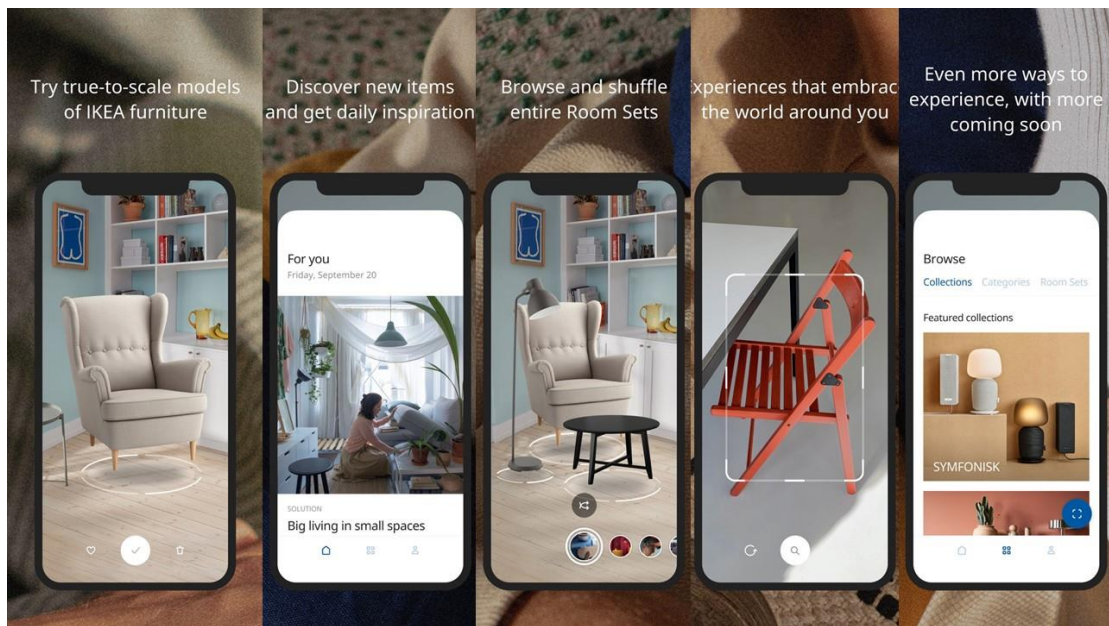 Try true-to-scale models
of IKEA furniture
Discover new items
and get daily inspiration
For you
Friday, September 20
SOLUTION
Big living in small spaces
Browse and shuffle
entire Room Sets
xperiences that embrac
the world around you
Even more ways to
experience, with more
coming soon
Browse
Collections Categories Room Sets
Featured collections
SYMFONISK